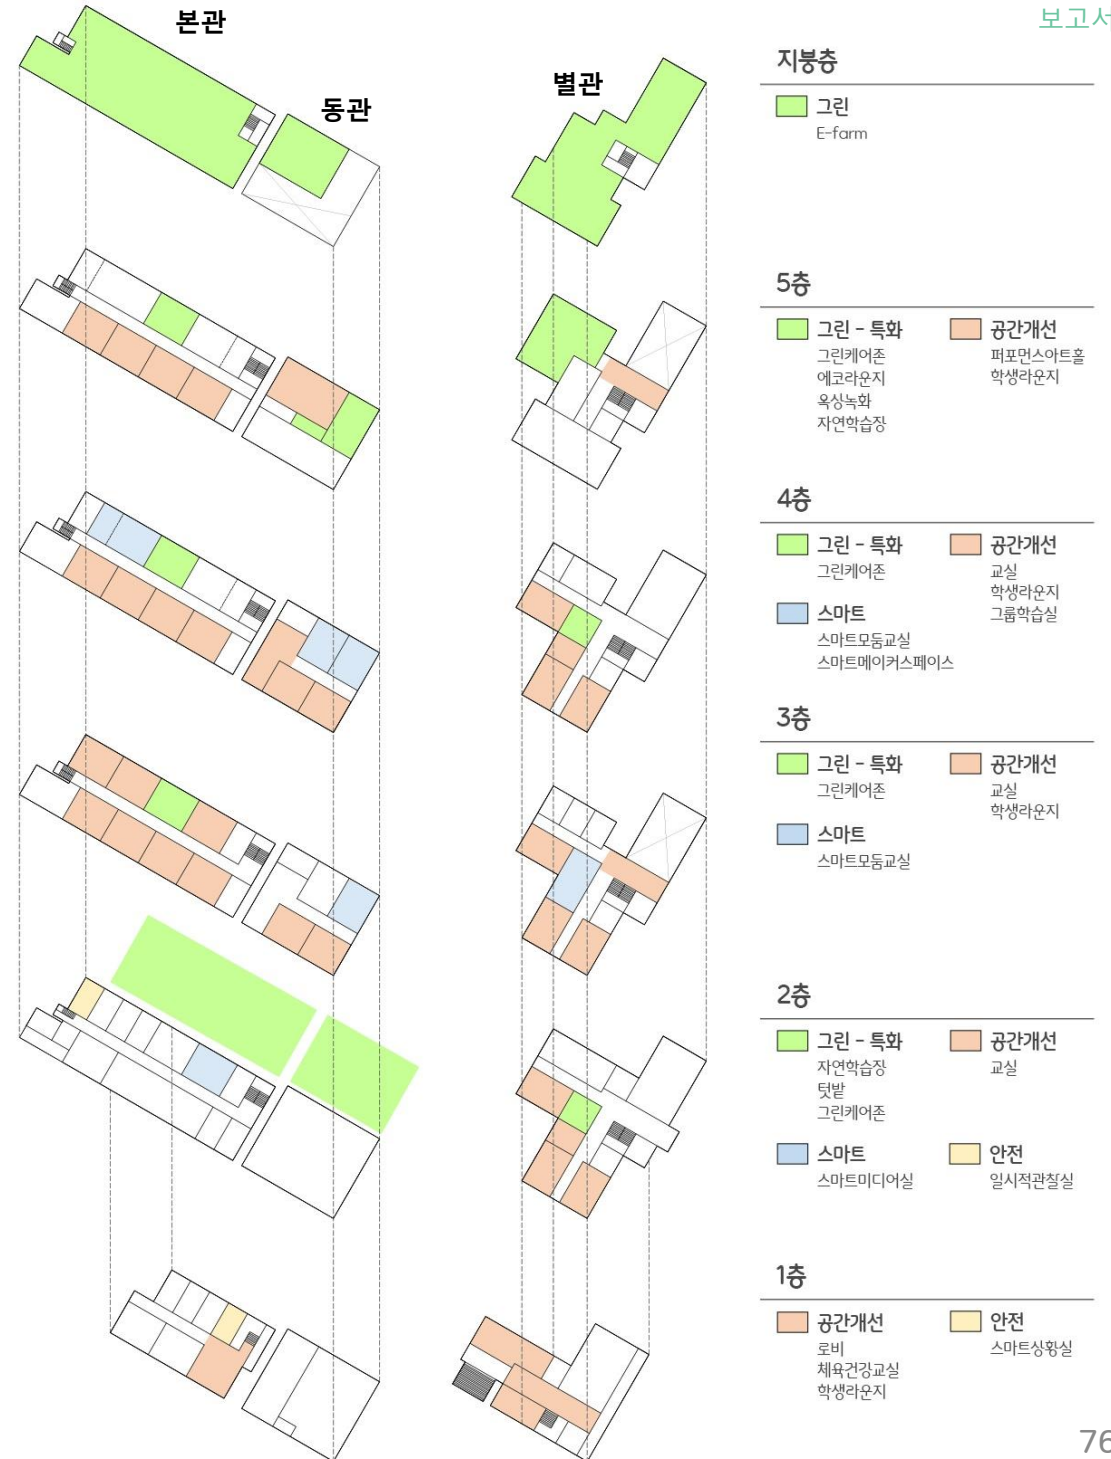 보고서
본관
동관
별관
지붕층
그린
E-farm
5층
그린 - 특화
그린케어존
에코라운지
옥상녹화
자연학습장
공간개선
퍼포먼스아트홀
학생라운지
4층
그린 - 특화
그린케어존
스마트
스마트모둠교실
스마트메이커스페이스
공간개선
교실
학생라운지
그룹학습실
3층
그린 - 특화
그린케어존
스마트
스마트모둠교실
공간개선
교실
학생라운지
2층
그린 - 특화
자연학습장
텃밭
그린케어존
스마트
스마트미디어실
공간개선
교실
안전
일시적관찰실
1층
공간개선
로비
체육건강교실
학생라운지
안전
스마트상황실
76